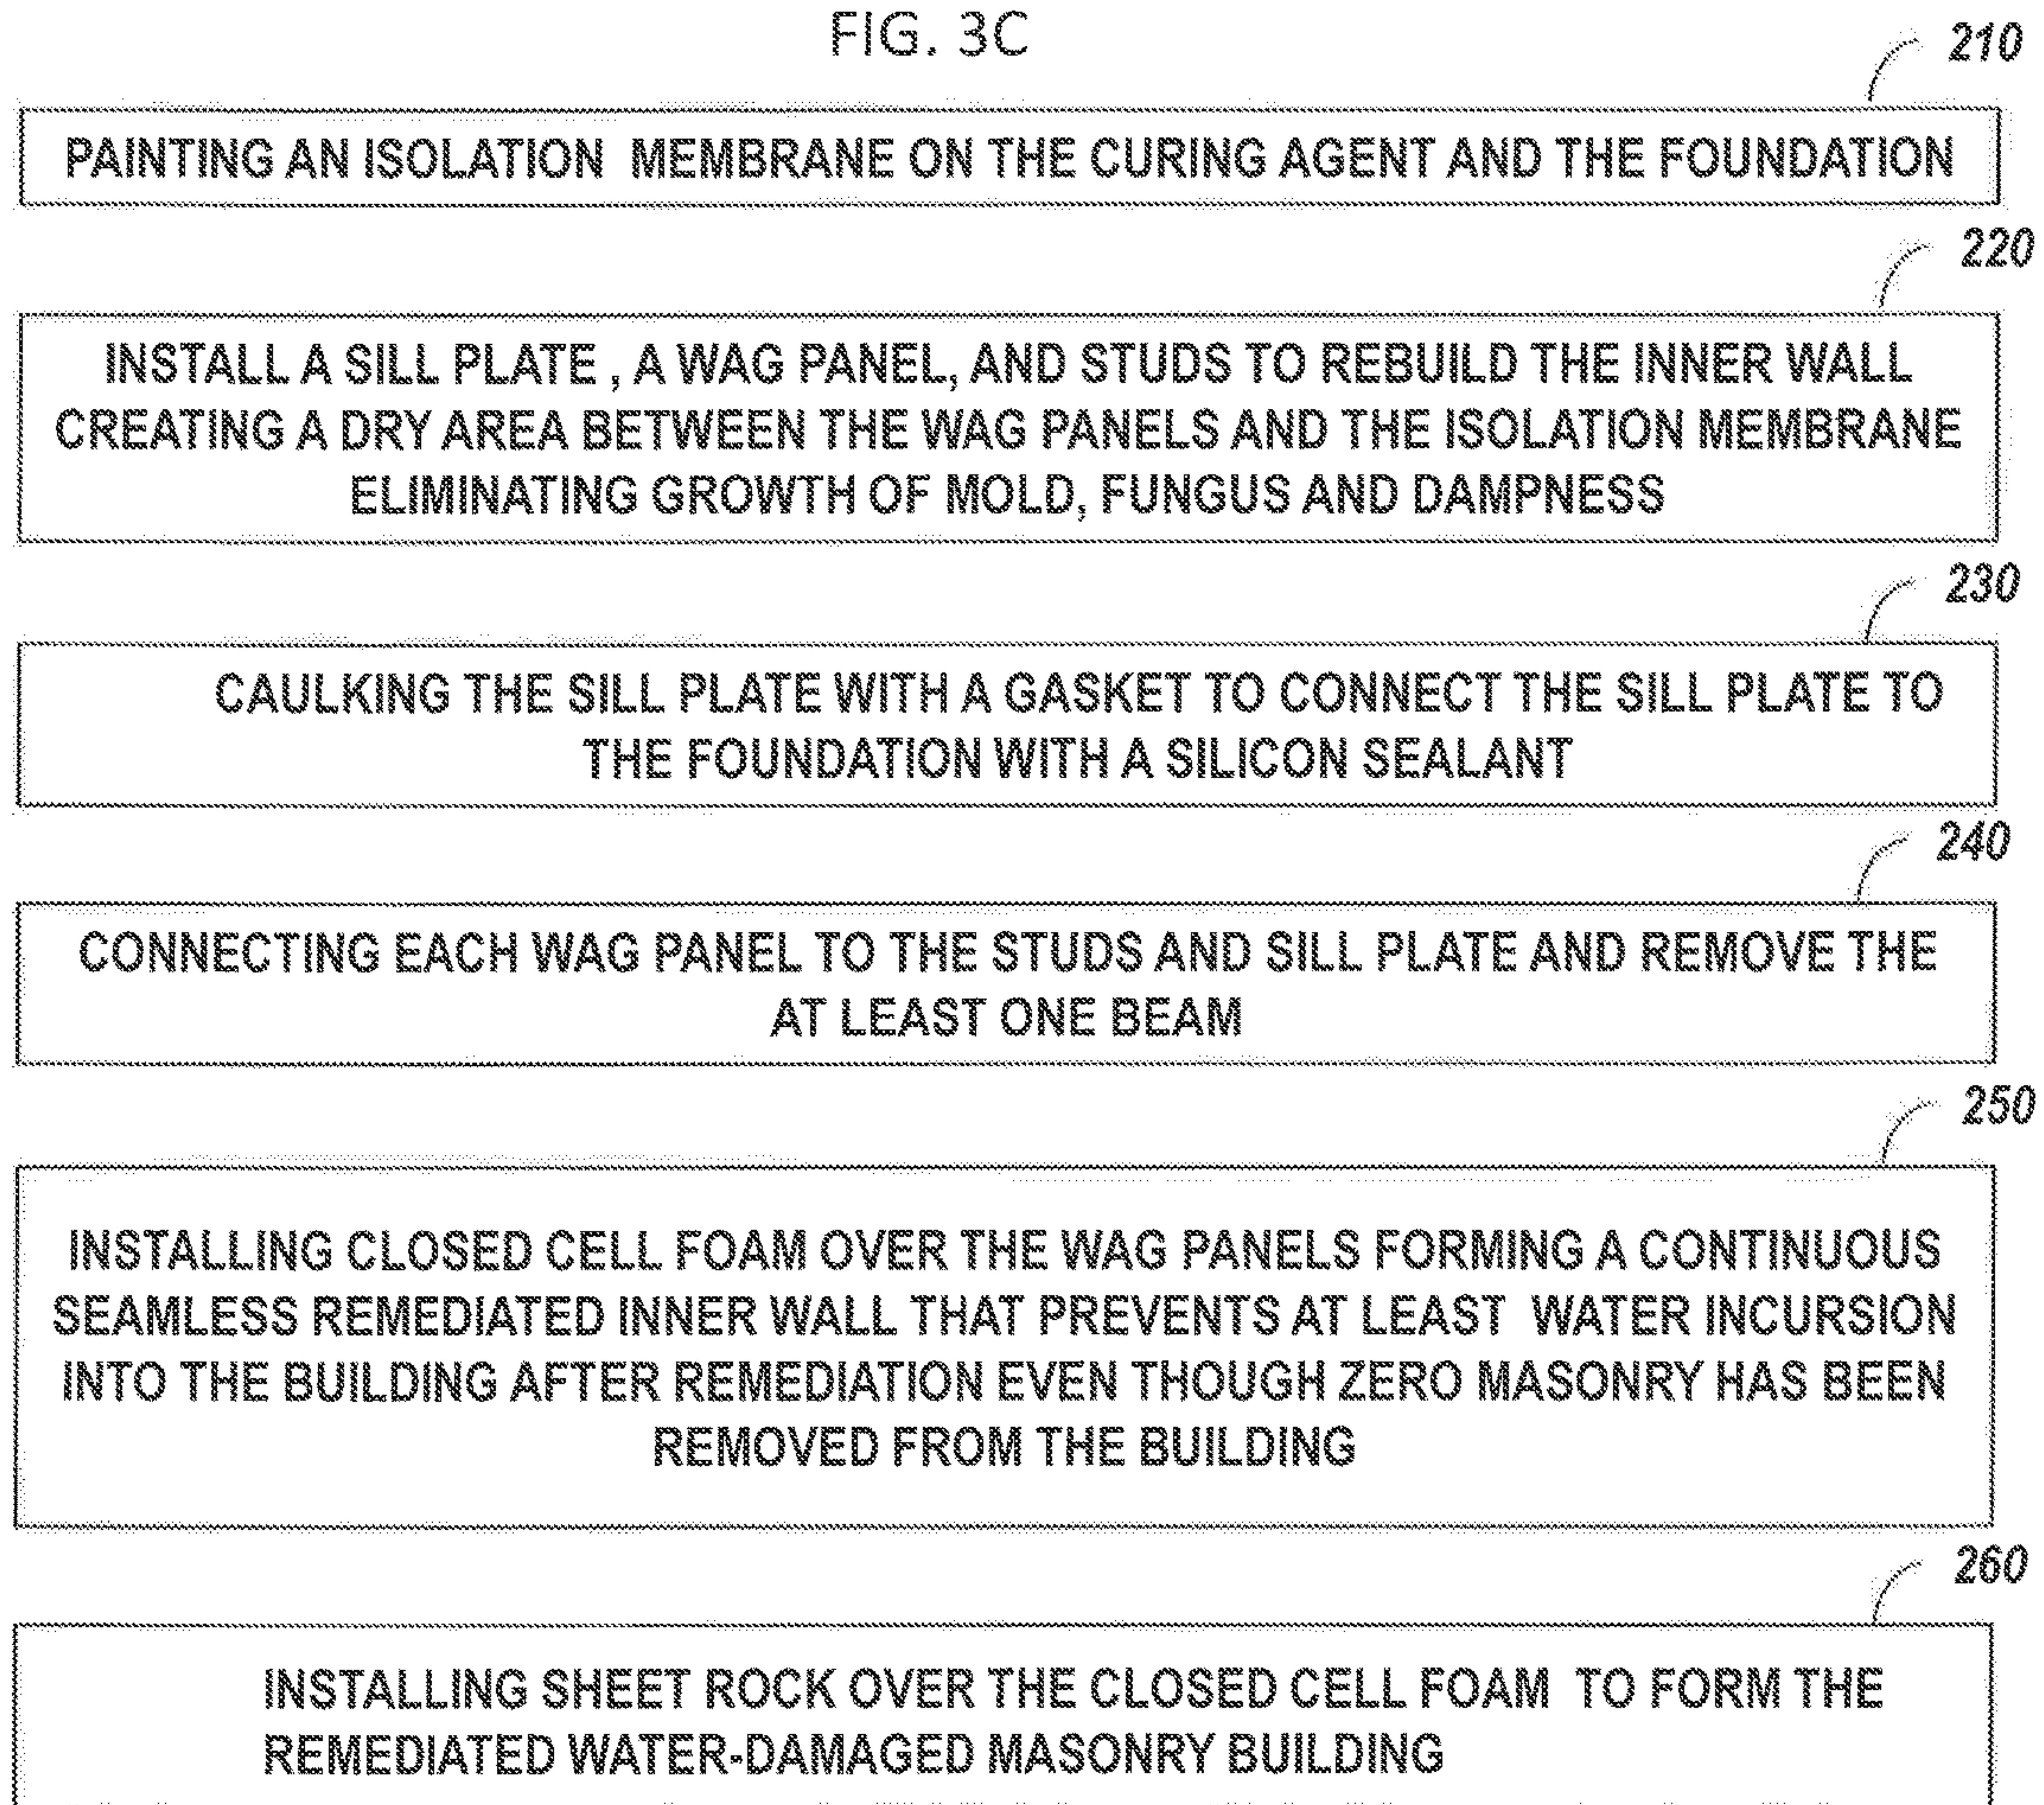 FIG. 3C
210
PAINTING AN ISOLATION MEMBRANE ON THE CURING AGENT AND THE FOUNDATION
220
INSTALL A SILL PLATE , A WAG PANEL, AND STUDS TO REBUILD THE INNER WALL
CREATING A DRY AREA BETWEEN THE WAG PANELS AND THE ISOLATION MEMBRANE
ELIMINATING GROWTH OF MOLD, FUNGUS AND DAMPNESS
230
CAULKING THE SILL PLATE WITH A GASKET TO CONNECT THE SILL PLATE TO
THE FOUNDATION WITH A SILICON SEALANT
240
CONNECTING EACH WAG PANEL TO THE STUDS AND SILL PLATE AND REMOVE THE
AT LEAST ONE BEAM
250
INSTALLING CLOSED CELL FOAM OVER THE WAG PANELS FORMING A CONTINUOUS
SEAMLESS REMEDIATED INNER WALL THAT PREVENTS AT LEAST WATER INCURSION
INTO THE BUILDING AFTER REMEDIATION EVEN THOUGH ZERO MASONRY HAS BEEN
REMOVED FROM THE BUILDING
260
INSTALLING SHEET ROCK OVER THE CLOSED CELL FOAM TO FORM THE
REMEDIATED WATER-DAMAGED MASONRY BUILDING